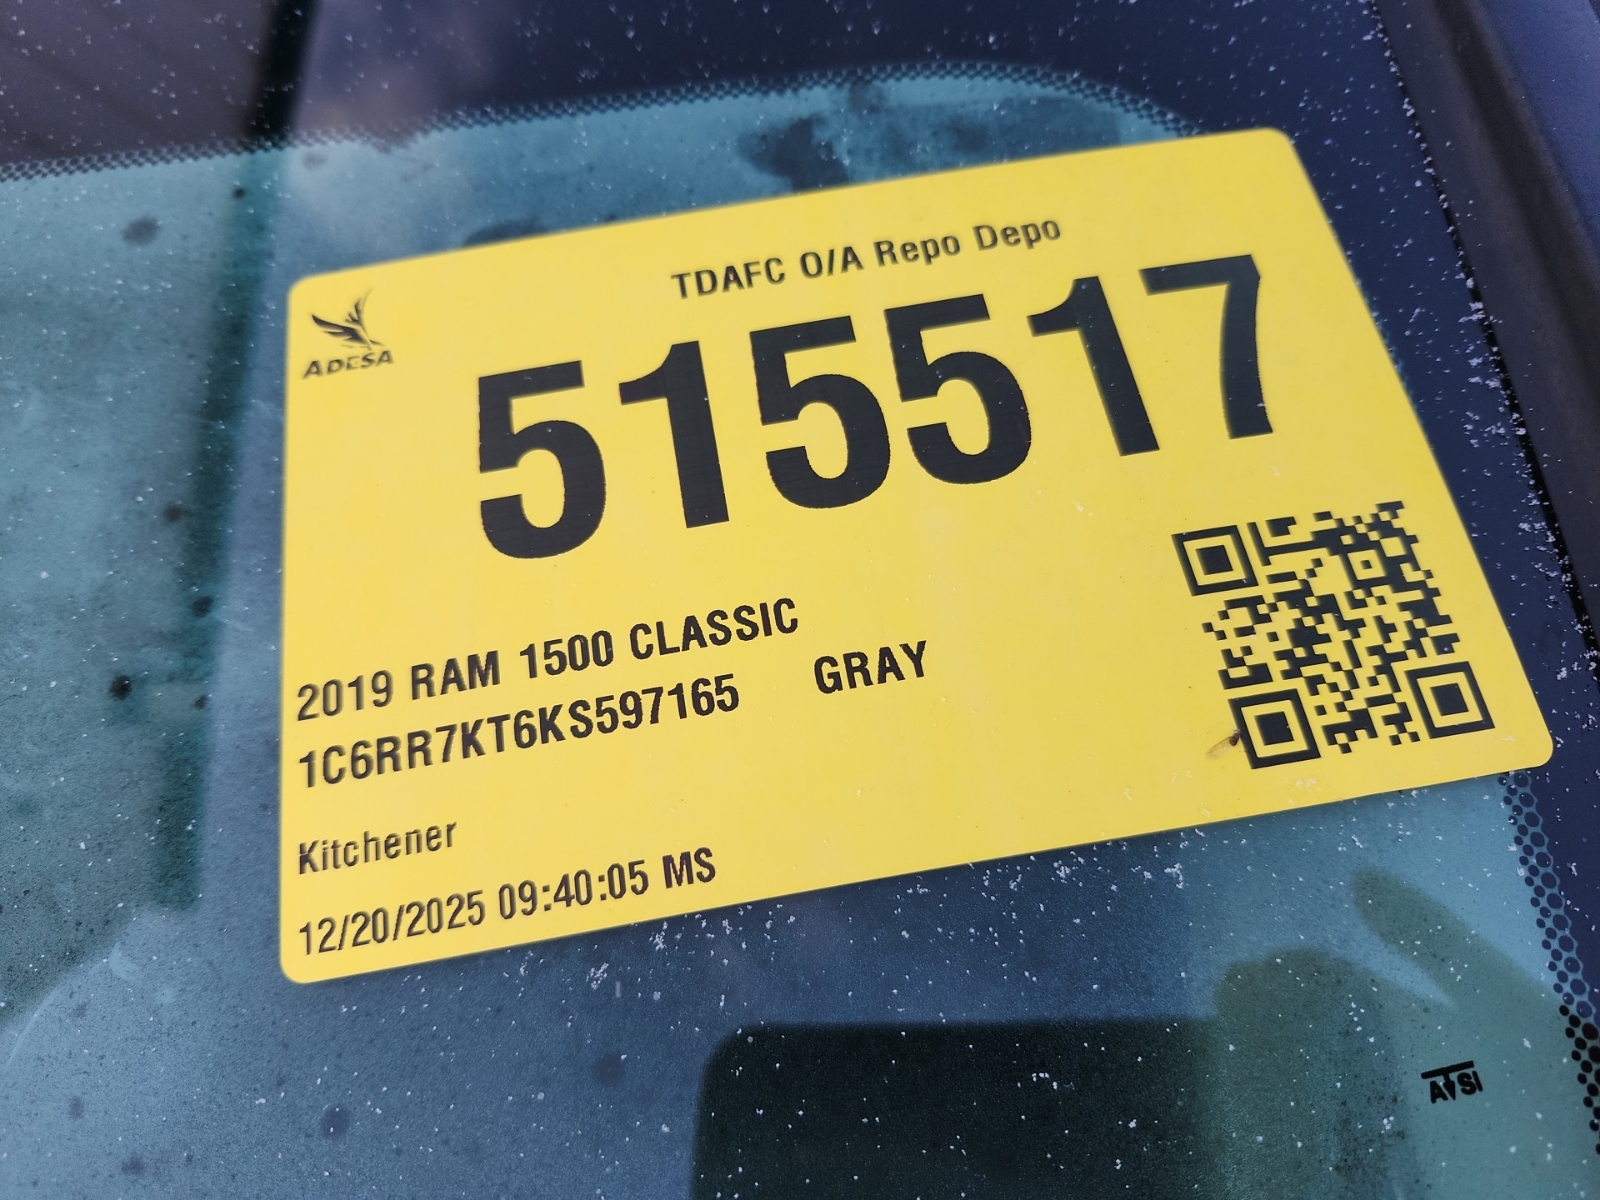 TDAFC O/A Repo Depo
ADESA
515517
2019 RAM 1500 CLASSIC
1C6RR7KT6KS597165 GRAY
Kitchener
12/20/2025 09:40:05 MS
AS1